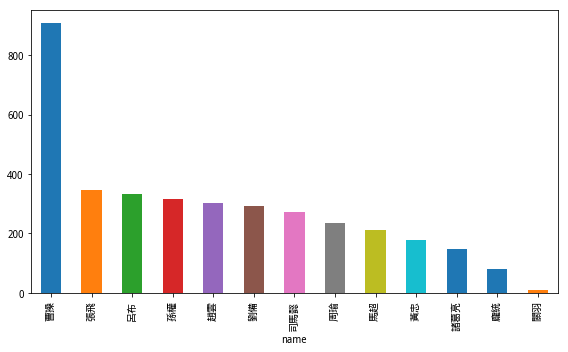 800
600
400
200
0
曹操
張飛
呂布
孫權
趙雲
劉備
司馬懿
周瑜
馬超
黃忠
諸葛亮
龐統
關羽
name